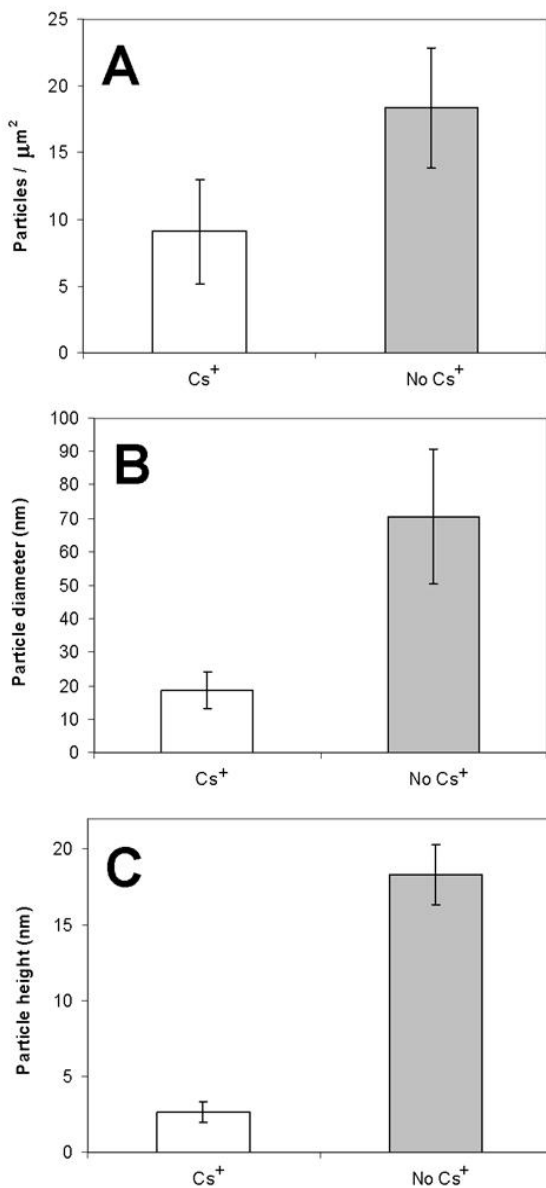 A
Particles / μm²
25
20
15
10
5
0
Cs⁺ No Cs⁺
B
Particle diameter (nm)
100
90
80
70
60
50
40
30
20
10
0
Cs⁺ No Cs⁺
C
Particle height (nm)
20
15
10
5
0
Cs⁺ No Cs⁺